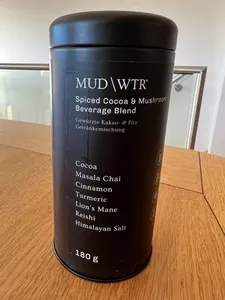 MUD\WTR
Spiced Cocoa & Mushroom
Beverage Blend
Gewürzte Kakao- & Pilz-
Getränkemischung
Cocoa
Masala Chai
Cinnamon
Turmeric
Lion's Mane
Reishi
Himalayan Salt
180 g